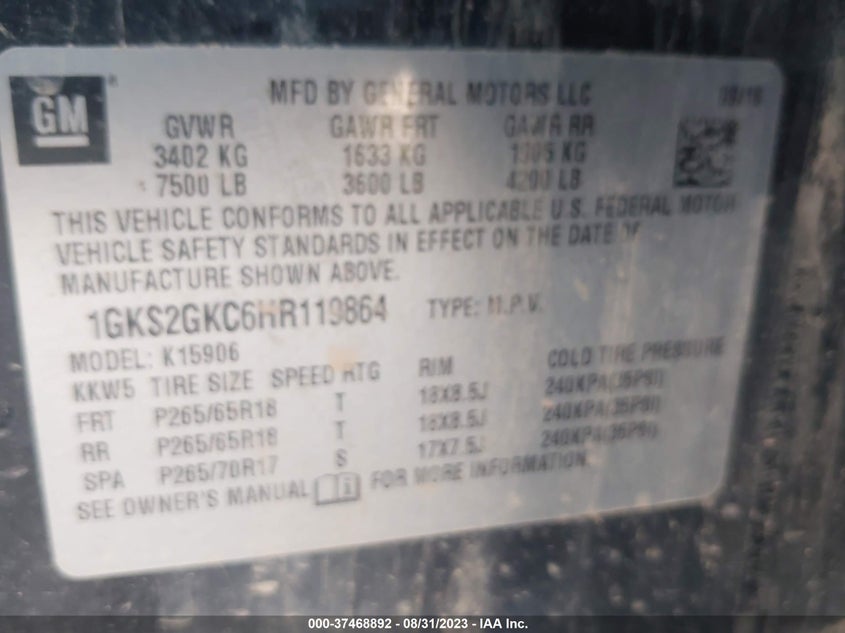 GM ®
MFD BY GENERAL MOTORS LLC
GVWR GAWR FRT GAWR RR
3402 KG 1633 KG 1905 KG
7500 LB 3600 LB 4200 LB
THIS VEHICLE CONFORMS TO ALL APPLICABLE U.S. FEDERAL MOTOR
VEHICLE SAFETY STANDARDS IN EFFECT ON THE DATE OF
MANUFACTURE SHOWN ABOVE.
1GKS2GKC6HR119864 TYPE: M.P.V.
MODEL: K15906
KKW5 TIRE SIZE SPEED RTG RIM COLD TIRE PRESSURE
FRT P265/65R18 T 18X8.5J 240KPA(35PSI)
RR P265/65R18 T 18X8.5J 240KPA(35PSI)
SPA P265/70R17 S 17X7.5J 240KPA(35PSI)
SEE OWNER'S MANUAL FOR MORE INFORMATION
000-37468892 - 08/31/2023 - IAA Inc.